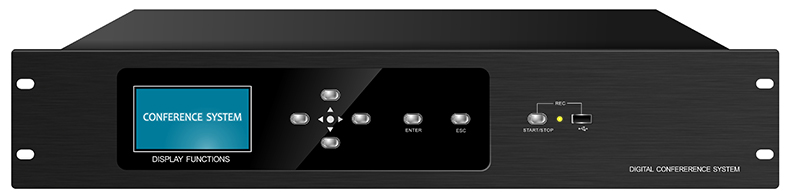 CONFERENCE SYSTEM
DISPLAY FUNCTIONS
ENTER
ESC
REC
START/STOP
DIGITAL CONFERERENCE SYSTEM